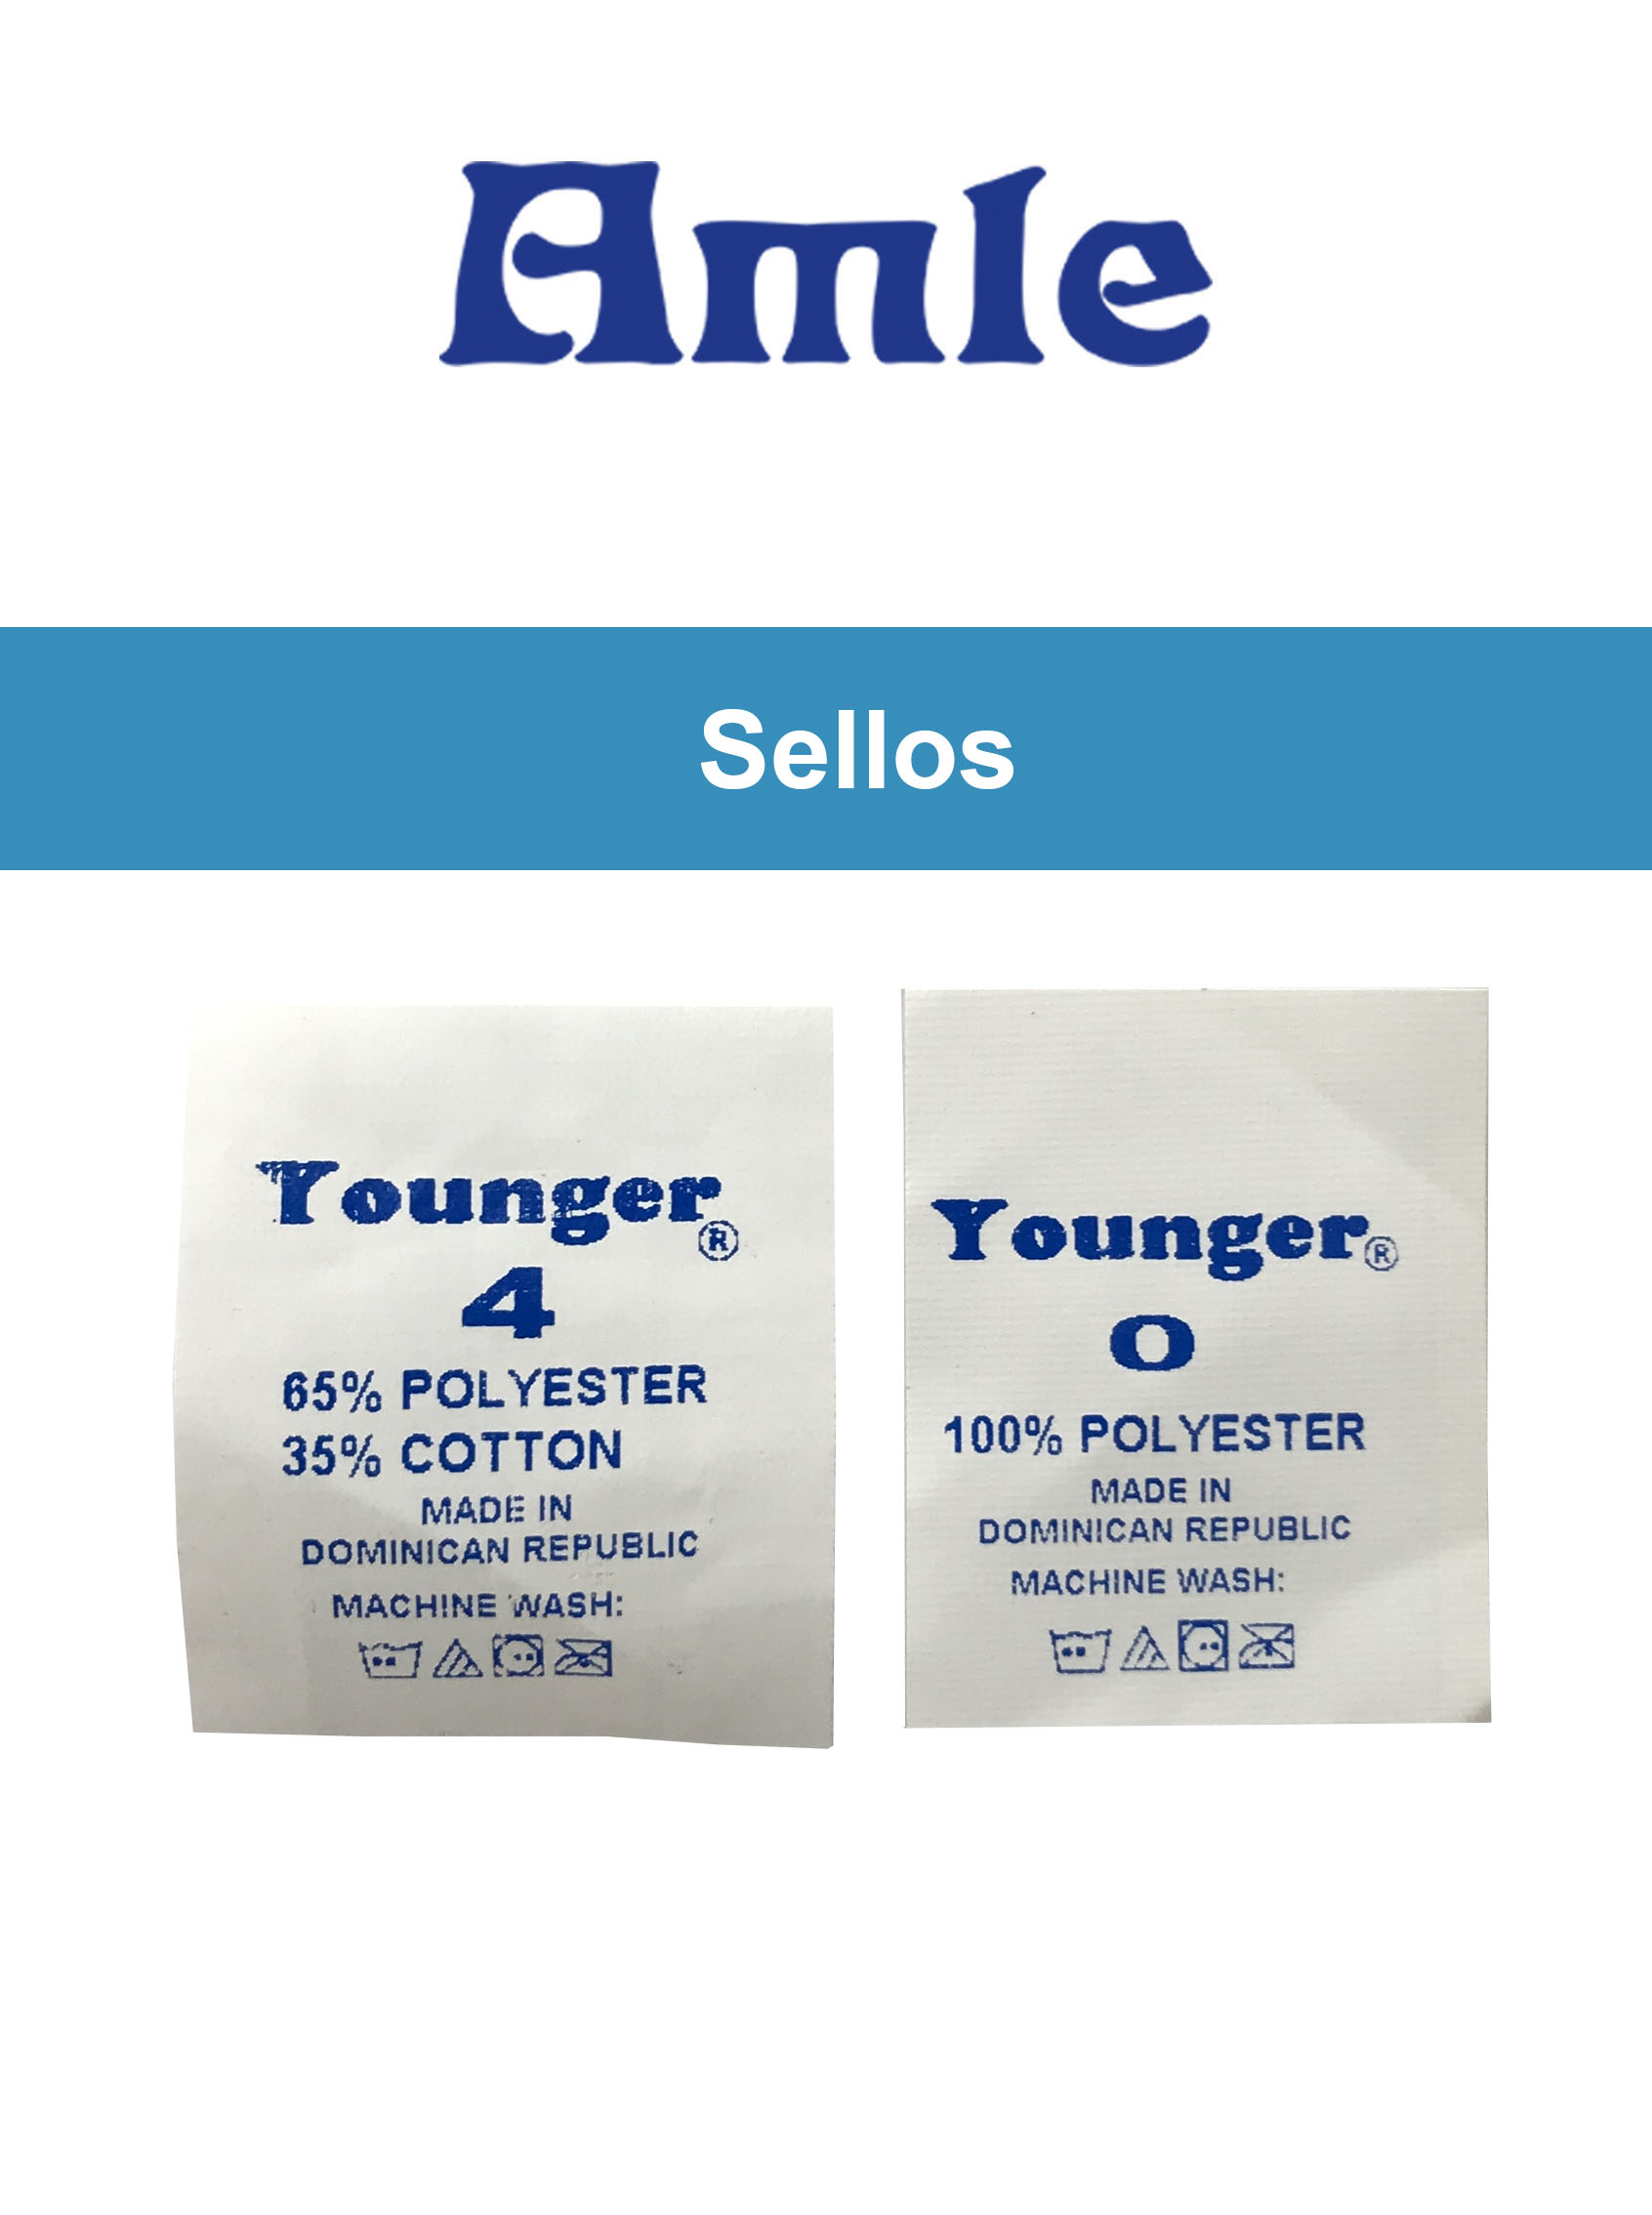 Amle
Sellos
Younger®
4
65% POLYESTER
35% COTTON
MADE IN
DOMINICAN REPUBLIC
MACHINE WASH:
Younger®
0
100% POLYESTER
MADE IN
DOMINICAN REPUBLIC
MACHINE WASH: